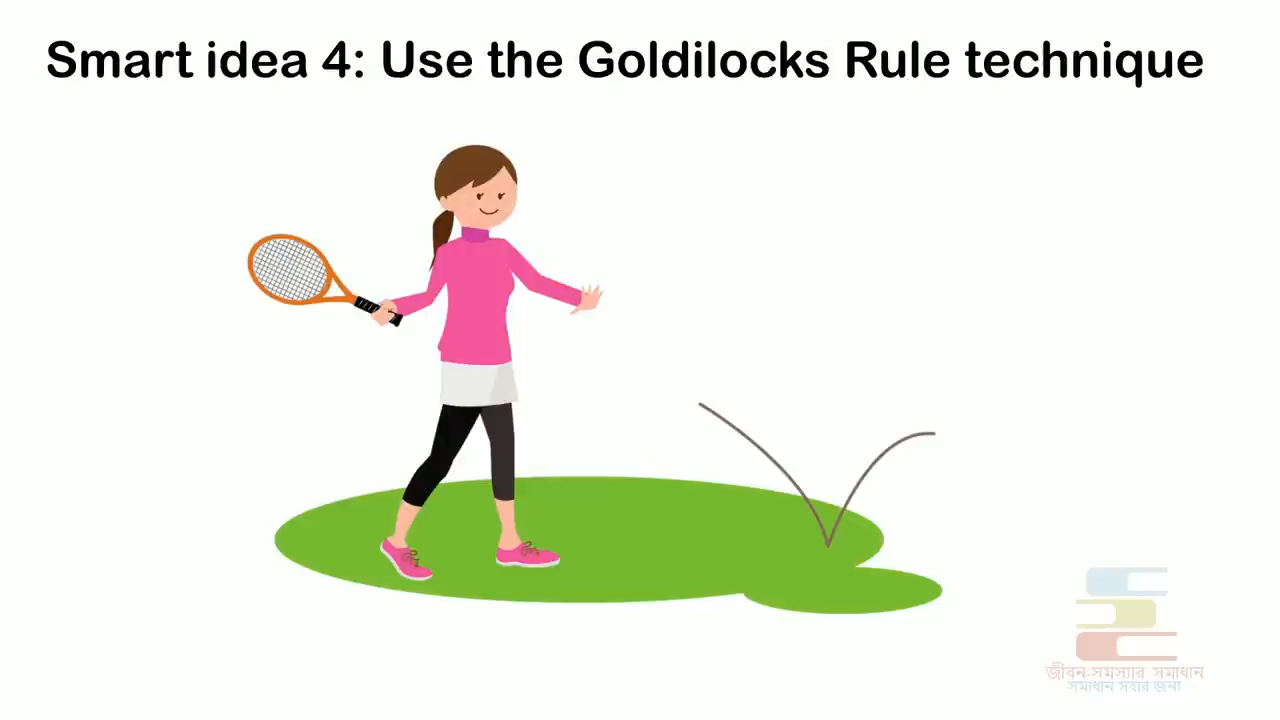 Smart idea 4: Use the Goldilocks Rule technique
জীবন-সমস্যার সমাধান
সমাধান সবার জন্য